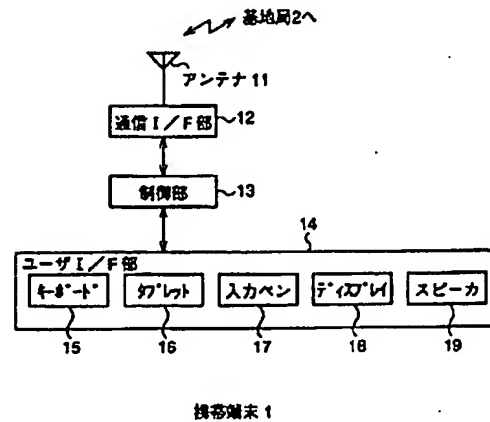 基地局2へ
アンテナ11
通信I/F部
12
制御部
13
14
ユーザI/F部
キーボード
タブレット
入力ペン
ディスプレイ
スピーカ
15
16
17
18
19
携帯端末1